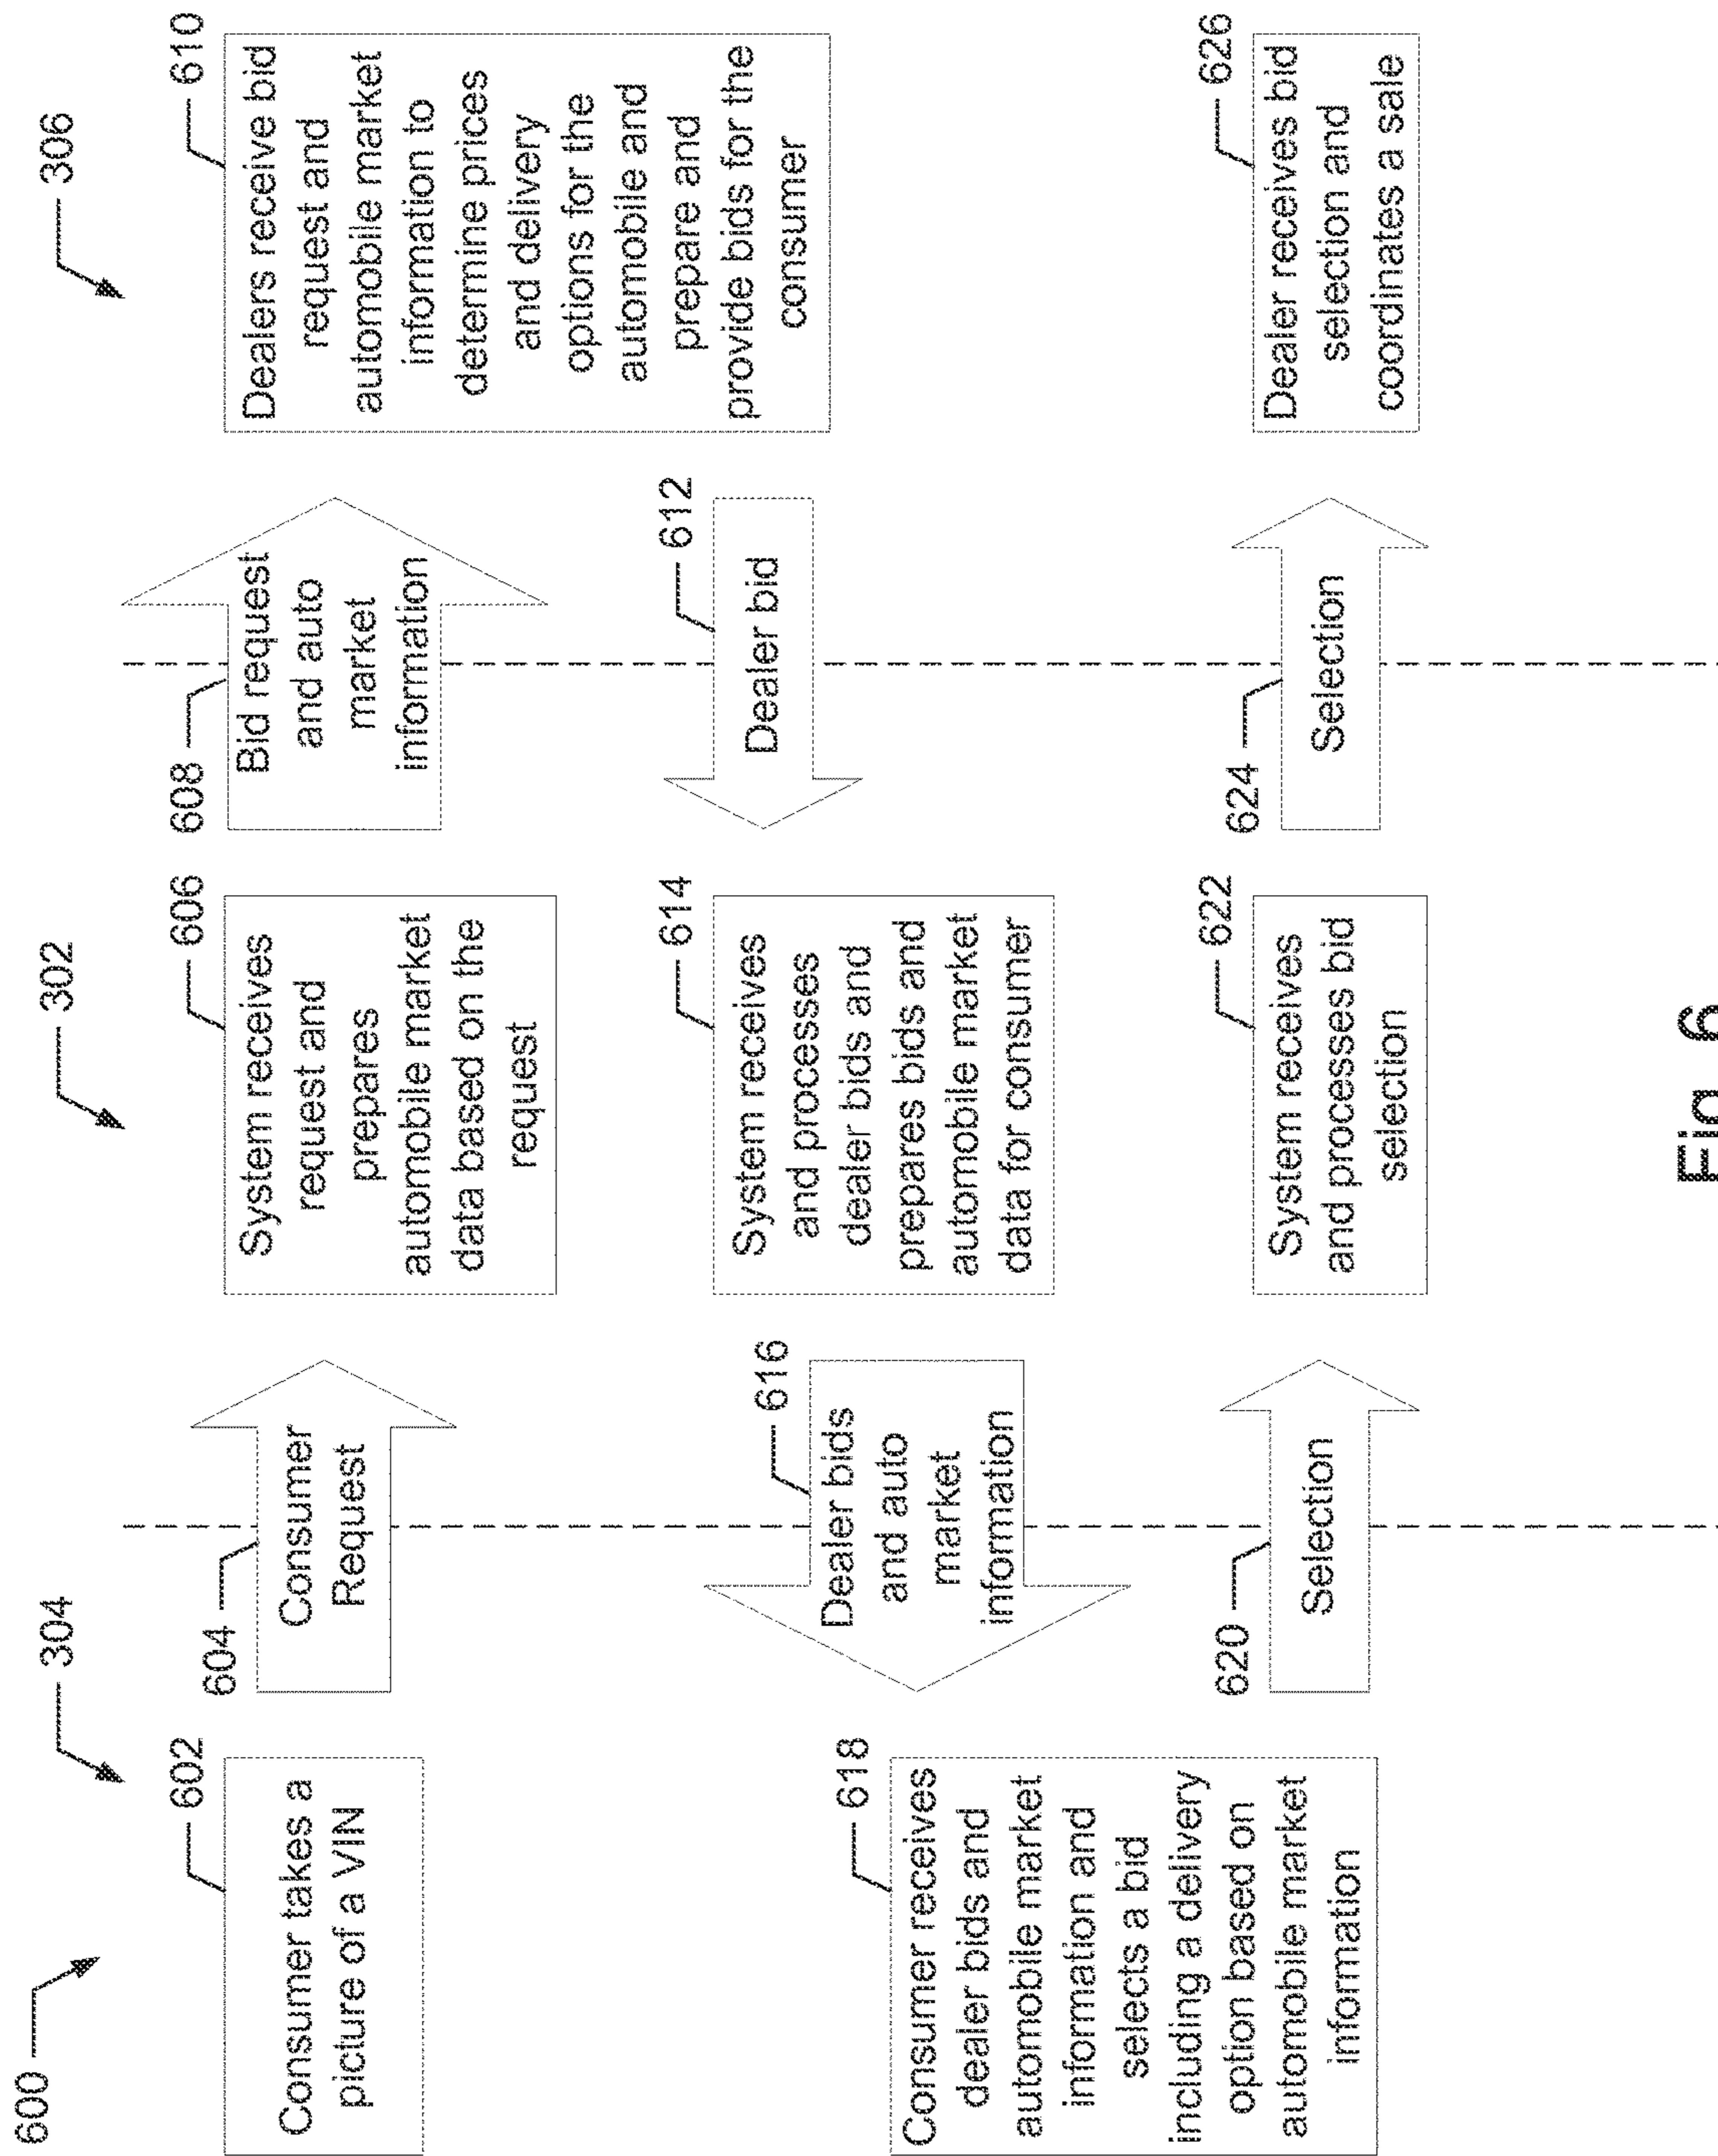 600
304
302
306
602
Consumer takes a
picture of a VIN
604
Consumer
Request
606
System receives
request and
prepares
automobile market
data based on the
request
608
Bid request
and auto
market
information
610
Dealers receive bid
request and
automobile market
information to
determine prices
and delivery
options for the
automobile and
prepare and
provide bids for the
consumer
612
Dealer bid
614
System receives
and processes
dealer bids and
prepares bids and
automobile market
data for consumer
616
Dealer bids
and auto
market
information
618
Consumer receives
dealer bids and
automobile market
information and
selects a bid
including a delivery
option based on
automobile market
information
620
Selection
622
System receives
and processes bid
selection
624
Selection
626
Dealer receives bid
selection and
coordinates a sale
Fig. 6